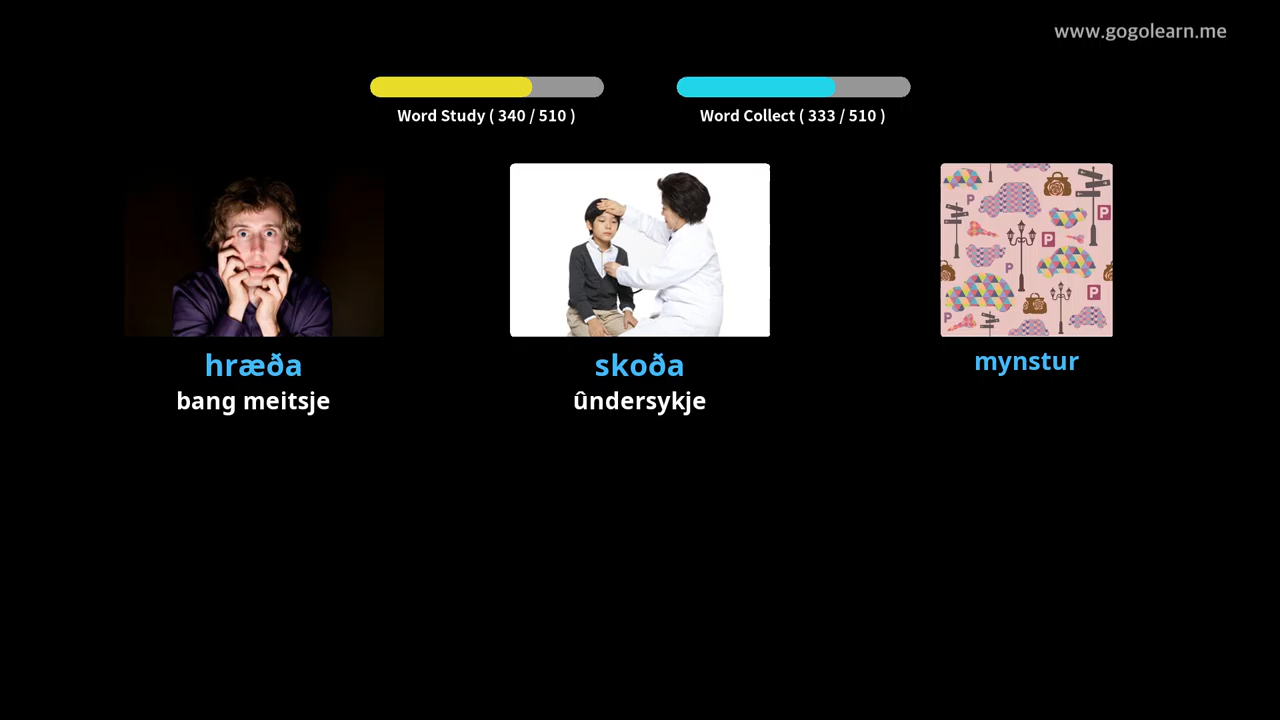 www.gogolearn.me
Word Study ( 340 / 510 )
Word Collect ( 333 / 510 )
P
P
P
P
P
P
hræða
skoða
mynstur
bang meitsje
ûndersykje